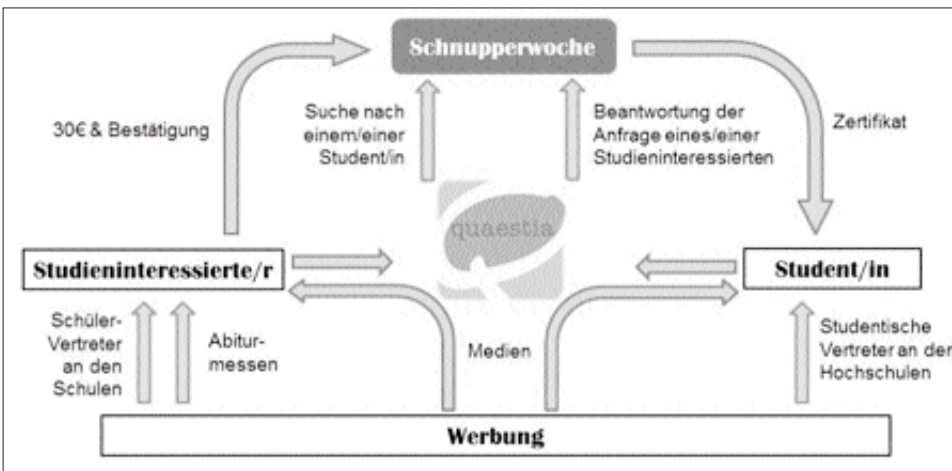 Schnupperwoche
30€ & Bestätigung
Suche nach
einem/einer
Student/in
Beantwortung der
Anfrage eines/einer
Studieninteressierten
Zertifikat
quaestia
Studieninteressierte/r
Student/in
Schüler-
Vertreter
an den
Schulen
Abitur-
messen
Medien
Studentische
Vertreter an den
Hochschulen
Werbung